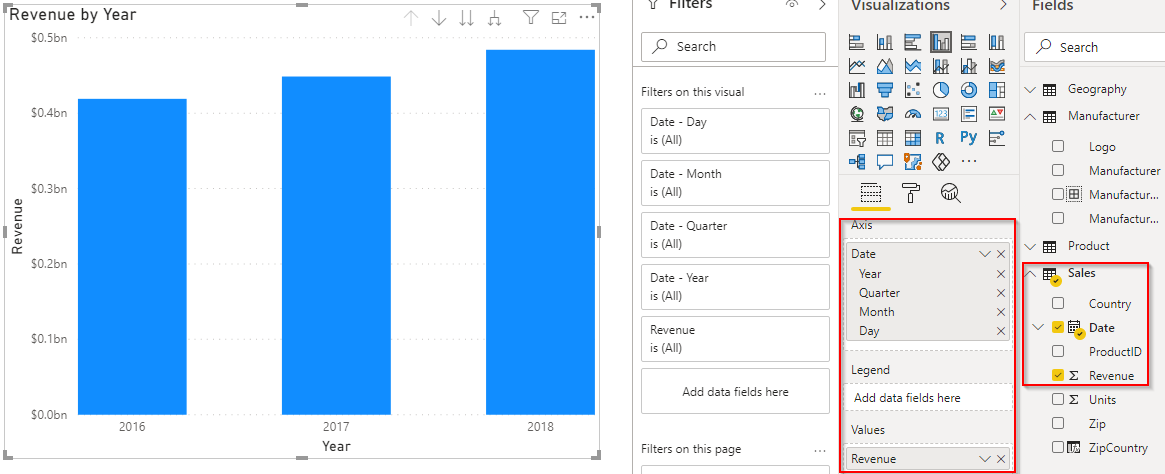 Revenue by Year
$0.5bn
$0.4bn
$0.3bn
$0.2bn
$0.1bn
$0.0bn
Revenue
2016
2017
2018
Year
Filters
Search
Filters on this visual
...
Date - Day
is (All)
Date - Month
is (All)
Date - Quarter
is (All)
Date - Year
is (All)
Revenue
is (All)
Add data fields here
Filters on this page
...
Visualizations
123
R
Py
...
Axis
Date
Year
Quarter
Month
Day
Legend
Add data fields here
Values
Revenue
Fields
Search
Geography
Manufacturer
Logo
Manufacturer
Manufactur...
Manufactur...
Product
Sales
Country
Date
ProductID
Σ Revenue
Σ Units
Zip
ZipCountry